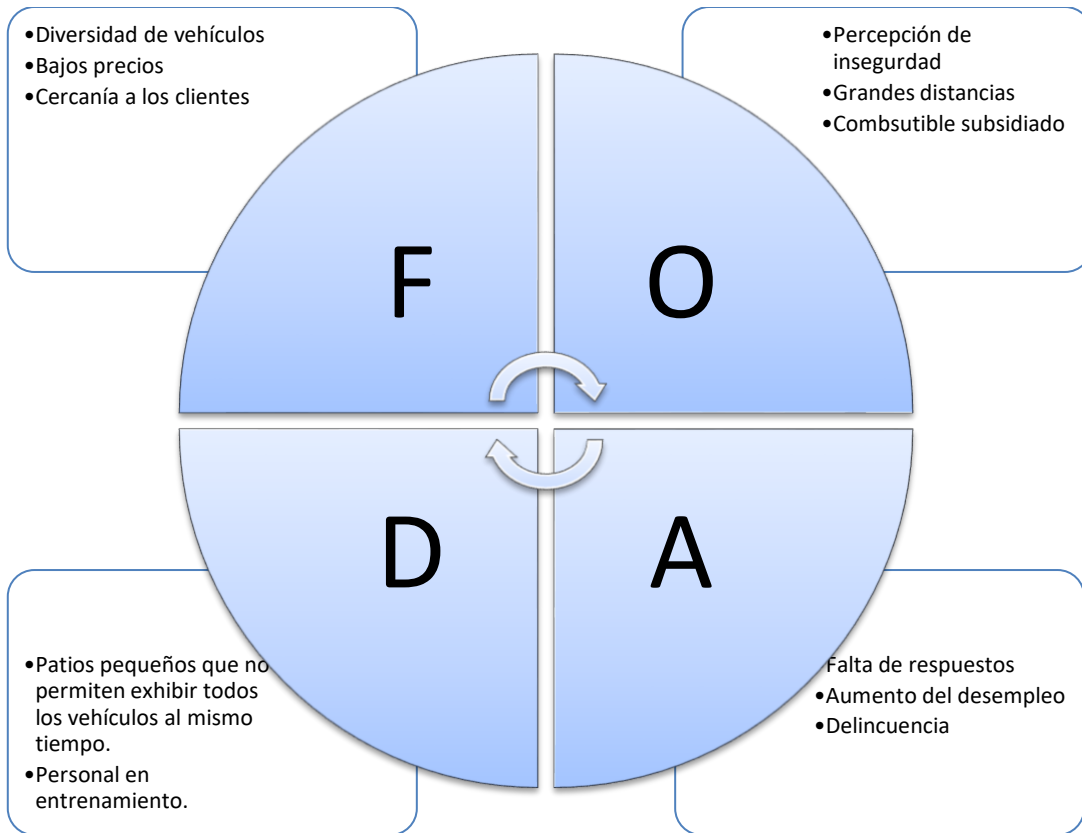 •Diversidad de vehículos
•Bajos precios
•Cercanía a los clientes
•Percepción de
insegurdad
•Grandes distancias
•Combsutible subsidiado
F
O
D
A
•Patios pequeños que no
permiten exhibir todos
los vehículos al mismo
tiempo.
•Personal en
entrenamiento.
Falta de respuestos
•Aumento del desempleo
•Delincuencia